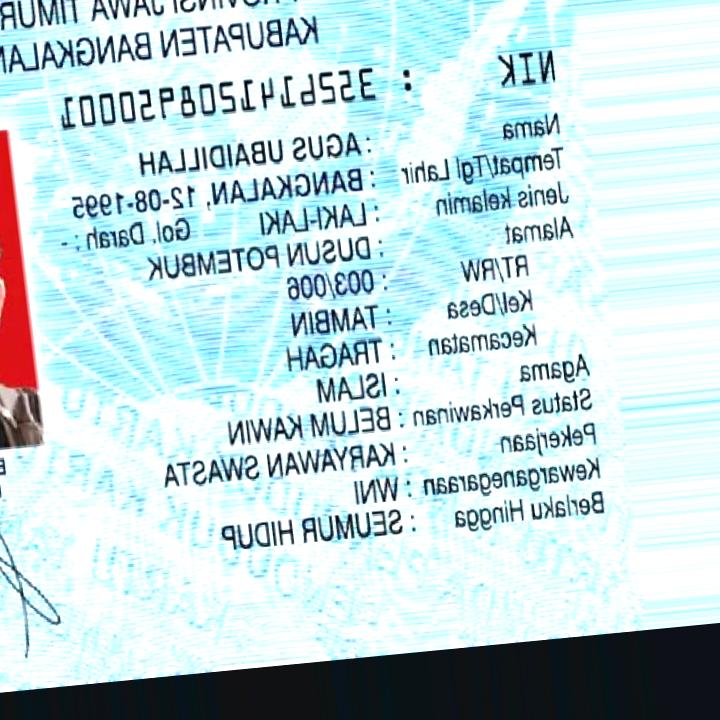 PROVINSI JAWA TIMUR
KABUPATEN BANGKALAN
NIK : 3526141208950001
Nama : AGUS UBAIDILLAH
Tempat/Tgl Lahir : BANGKALAN, 12-08-1995
Jenis kelamin : LAKI-LAKI Gol. Darah : -
Alamat : DUSUN POTEMBUK
RT/RW : 003/006
Kel/Desa : TAMBIN
Kecamatan : TRAGAH
Agama : ISLAM
Status Perkawinan : BELUM KAWIN
Pekerjaan : KARYAWAN SWASTA
Kewarganegaraan : WNI
Berlaku Hingga : SEUMUR HIDUP